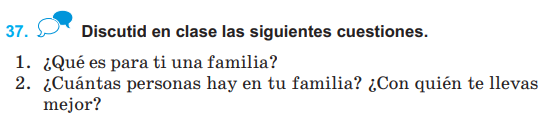 37. Discutid en clase las siguientes cuestiones.
1. ¿Qué es para ti una familia?
2. ¿Cuántas personas hay en tu familia? ¿Con quién te llevas
mejor?